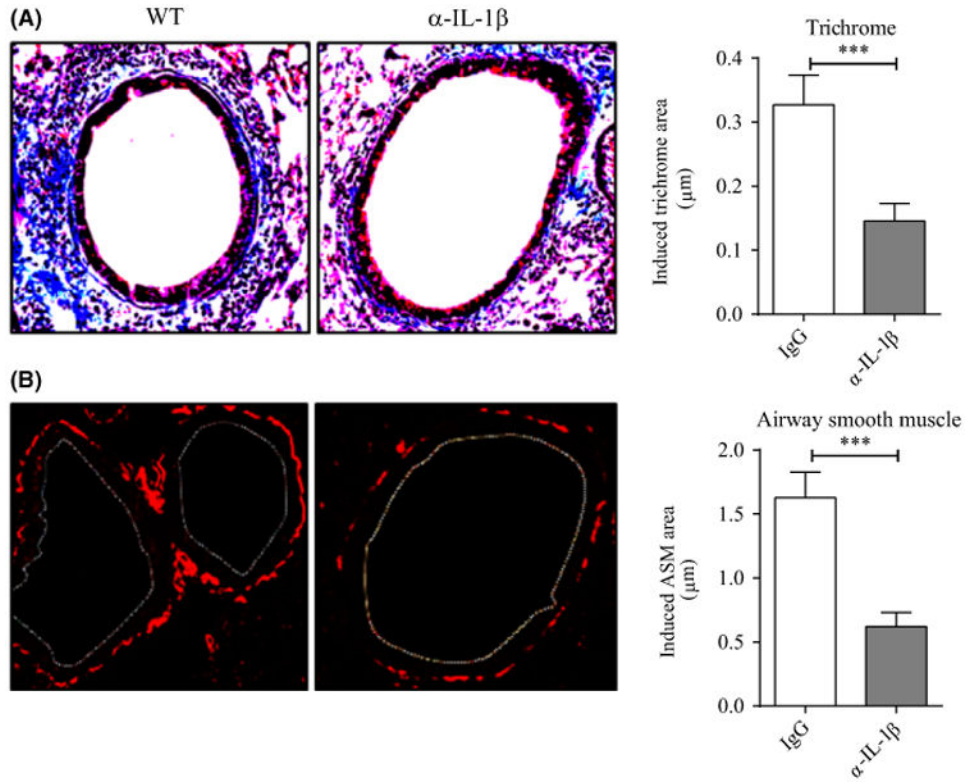 (A)
WT
α-IL-1β
Trichrome
***
Induced trichrome area
(µm)
0.4
0.3
0.2
0.1
0.0
IgG
α-IL-1β
(B)
Airway smooth muscle
***
Induced ASM area
(µm)
2.0
1.5
1.0
0.5
0.0
IgG
α-IL-1β